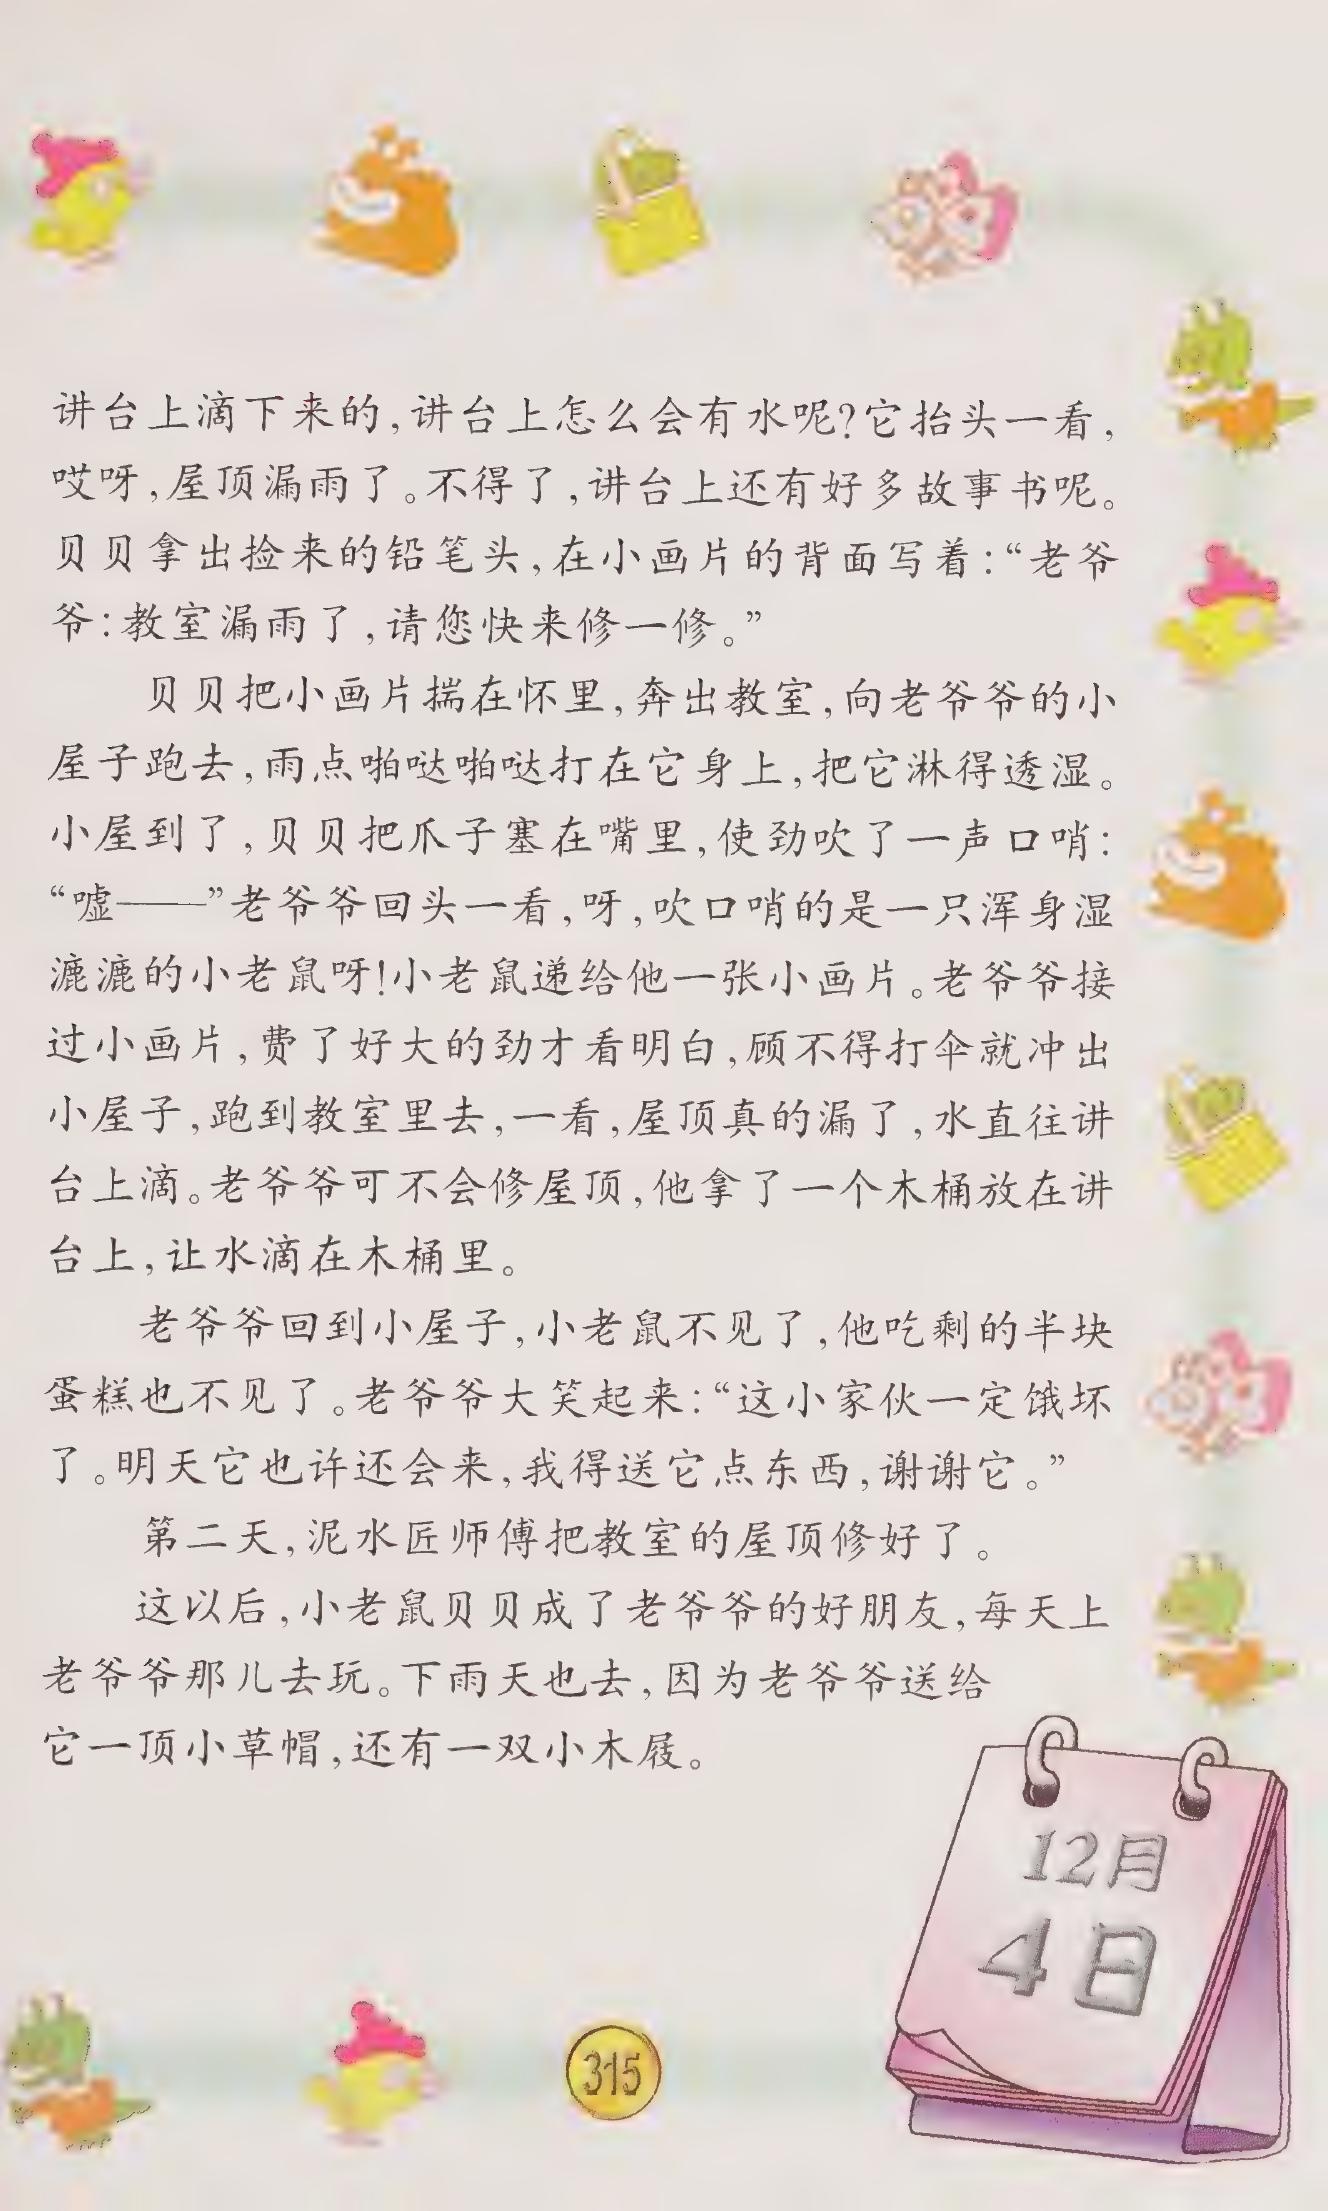 讲台上滴下来的，讲台上怎么会有水呢？它抬头一看，
哎呀，屋顶漏雨了。不得了，讲台上还有好多故事书呢。
贝贝拿出捡来的铅笔头，在小画片的背面写着：“老爷
爷：教室漏雨了，请您快来修一修。”
贝贝把小画片揣在怀里，奔出教室，向老爷爷的小
屋子跑去，雨点啪哒啪哒打在它身上，把它淋得透湿。
小屋到了，贝贝把爪子塞在嘴里，使劲吹了一声口哨：
“嘘——”老爷爷回头一看，呀，吹口哨的是一只浑身湿
漉漉的小老鼠呀！小老鼠递给他一张小画片。老爷爷接
过小画片，费了好大的劲才看明白，顾不得打伞就冲出
小屋子，跑到教室里去，一看，屋顶真的漏了，水直往讲
台上滴。老爷爷可不会修屋顶，他拿了一个木桶放在讲
台上，让水滴在木桶里。
老爷爷回到小屋子，小老鼠不见了，他吃剩的半块
蛋糕也不见了。老爷爷大笑起来：“这小家伙一定饿坏
了。明天它也许还会来，我得送它点东西，谢谢它。”
第二天，泥水匠师傅把教室的屋顶修好了。
这以后，小老鼠贝贝成了老爷爷的好朋友，每天上
老爷爷那儿去玩。下雨天也去，因为老爷爷送给
它一顶小草帽，还有一双小木屐。
12月
4日
315